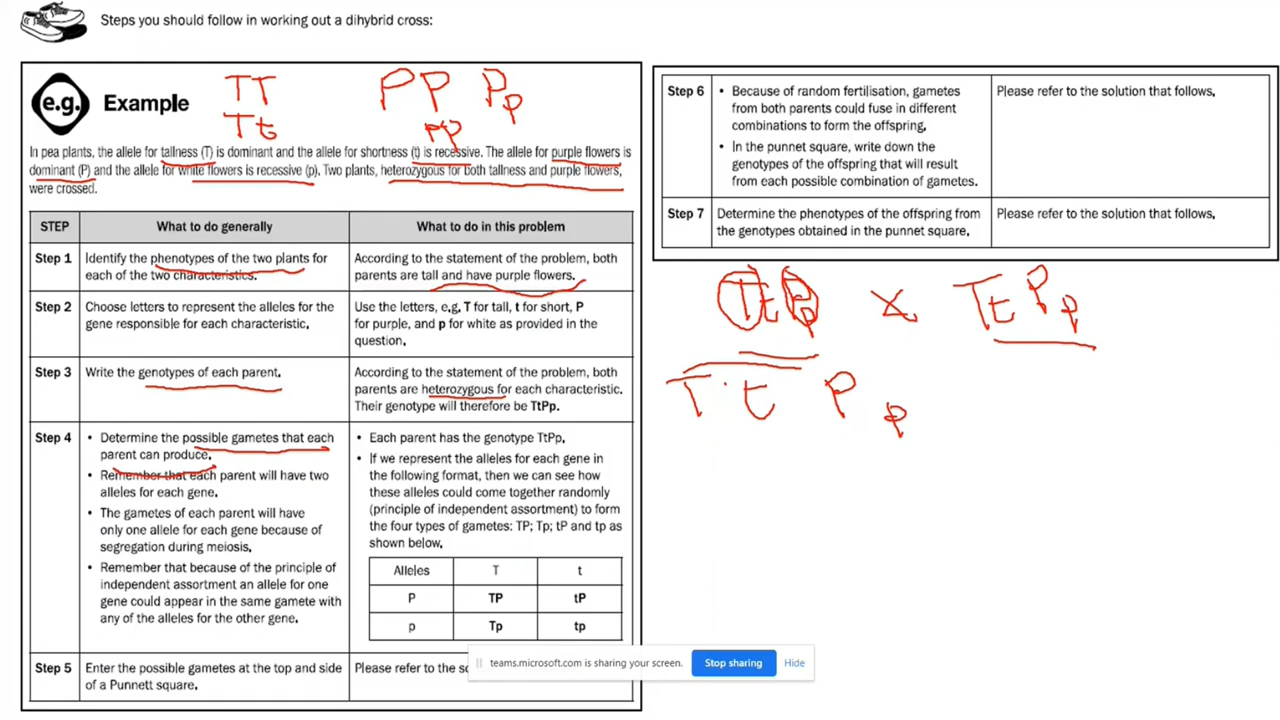 Steps you should follow in working out a dihybrid cross:
e.g. Example
TT
Tt
PP Pp
pp
In pea plants, the allele for tallness (T) is dominant and the allele for shortness (t) is recessive. The allele for purple flowers is
dominant (P) and the allele for white flowers is recessive (p). Two plants, heterozygous for both tallness and purple flowers,
were crossed.
STEP What to do generally What to do in this problem
Step 1
Identify the phenotypes of the two plants for
each of the two characteristics.
According to the statement of the problem, both
parents are tall and have purple flowers.
Step 2
Choose letters to represent the alleles for the
gene responsible for each characteristic.
Use the letters, e.g, T for tall, t for short, P
for purple, and p for white as provided in the
question.
Step 3
Write the genotypes of each parent.
According to the statement of the problem, both
parents are heterozygous for each characteristic.
Their genotype will therefore be TtPp.
Step 4
• Determine the possible gametes that each
parent can produce.
• Remember that each parent will have two
alleles for each gene.
• The gametes of each parent will have
only one allele for each gene because of
segregation during meiosis.
• Remember that because of the principle of
independent assortment an allele for one
gene could appear in the same gamete with
any of the alleles for the other gene.
• Each parent has the genotype TtPp.
• If we represent the alleles for each gene in
the following format, then we can see how
these alleles could come together randomly
(principle of independent assortment) to form
the four types of gametes: TP; Tp; tP and tp as
shown below.
Alleles T t
P TP tP
p Tp tp
Step 5
Enter the possible gametes at the top and side
of a Punnett square.
Please refer to the so
Step 6
• Because of random fertilisation, gametes
from both parents could fuse in different
combinations to form the offspring.
• In the punnet square, write down the
genotypes of the offspring that will result
from each possible combination of gametes.
Please refer to the solution that follows.
Step 7
Determine the phenotypes of the offspring from
the genotypes obtained in the punnet square.
Please refer to the solution that follows.
TtPp x TtPp
T t P p
teams.microsoft.com is sharing your screen. Stop sharing Hide